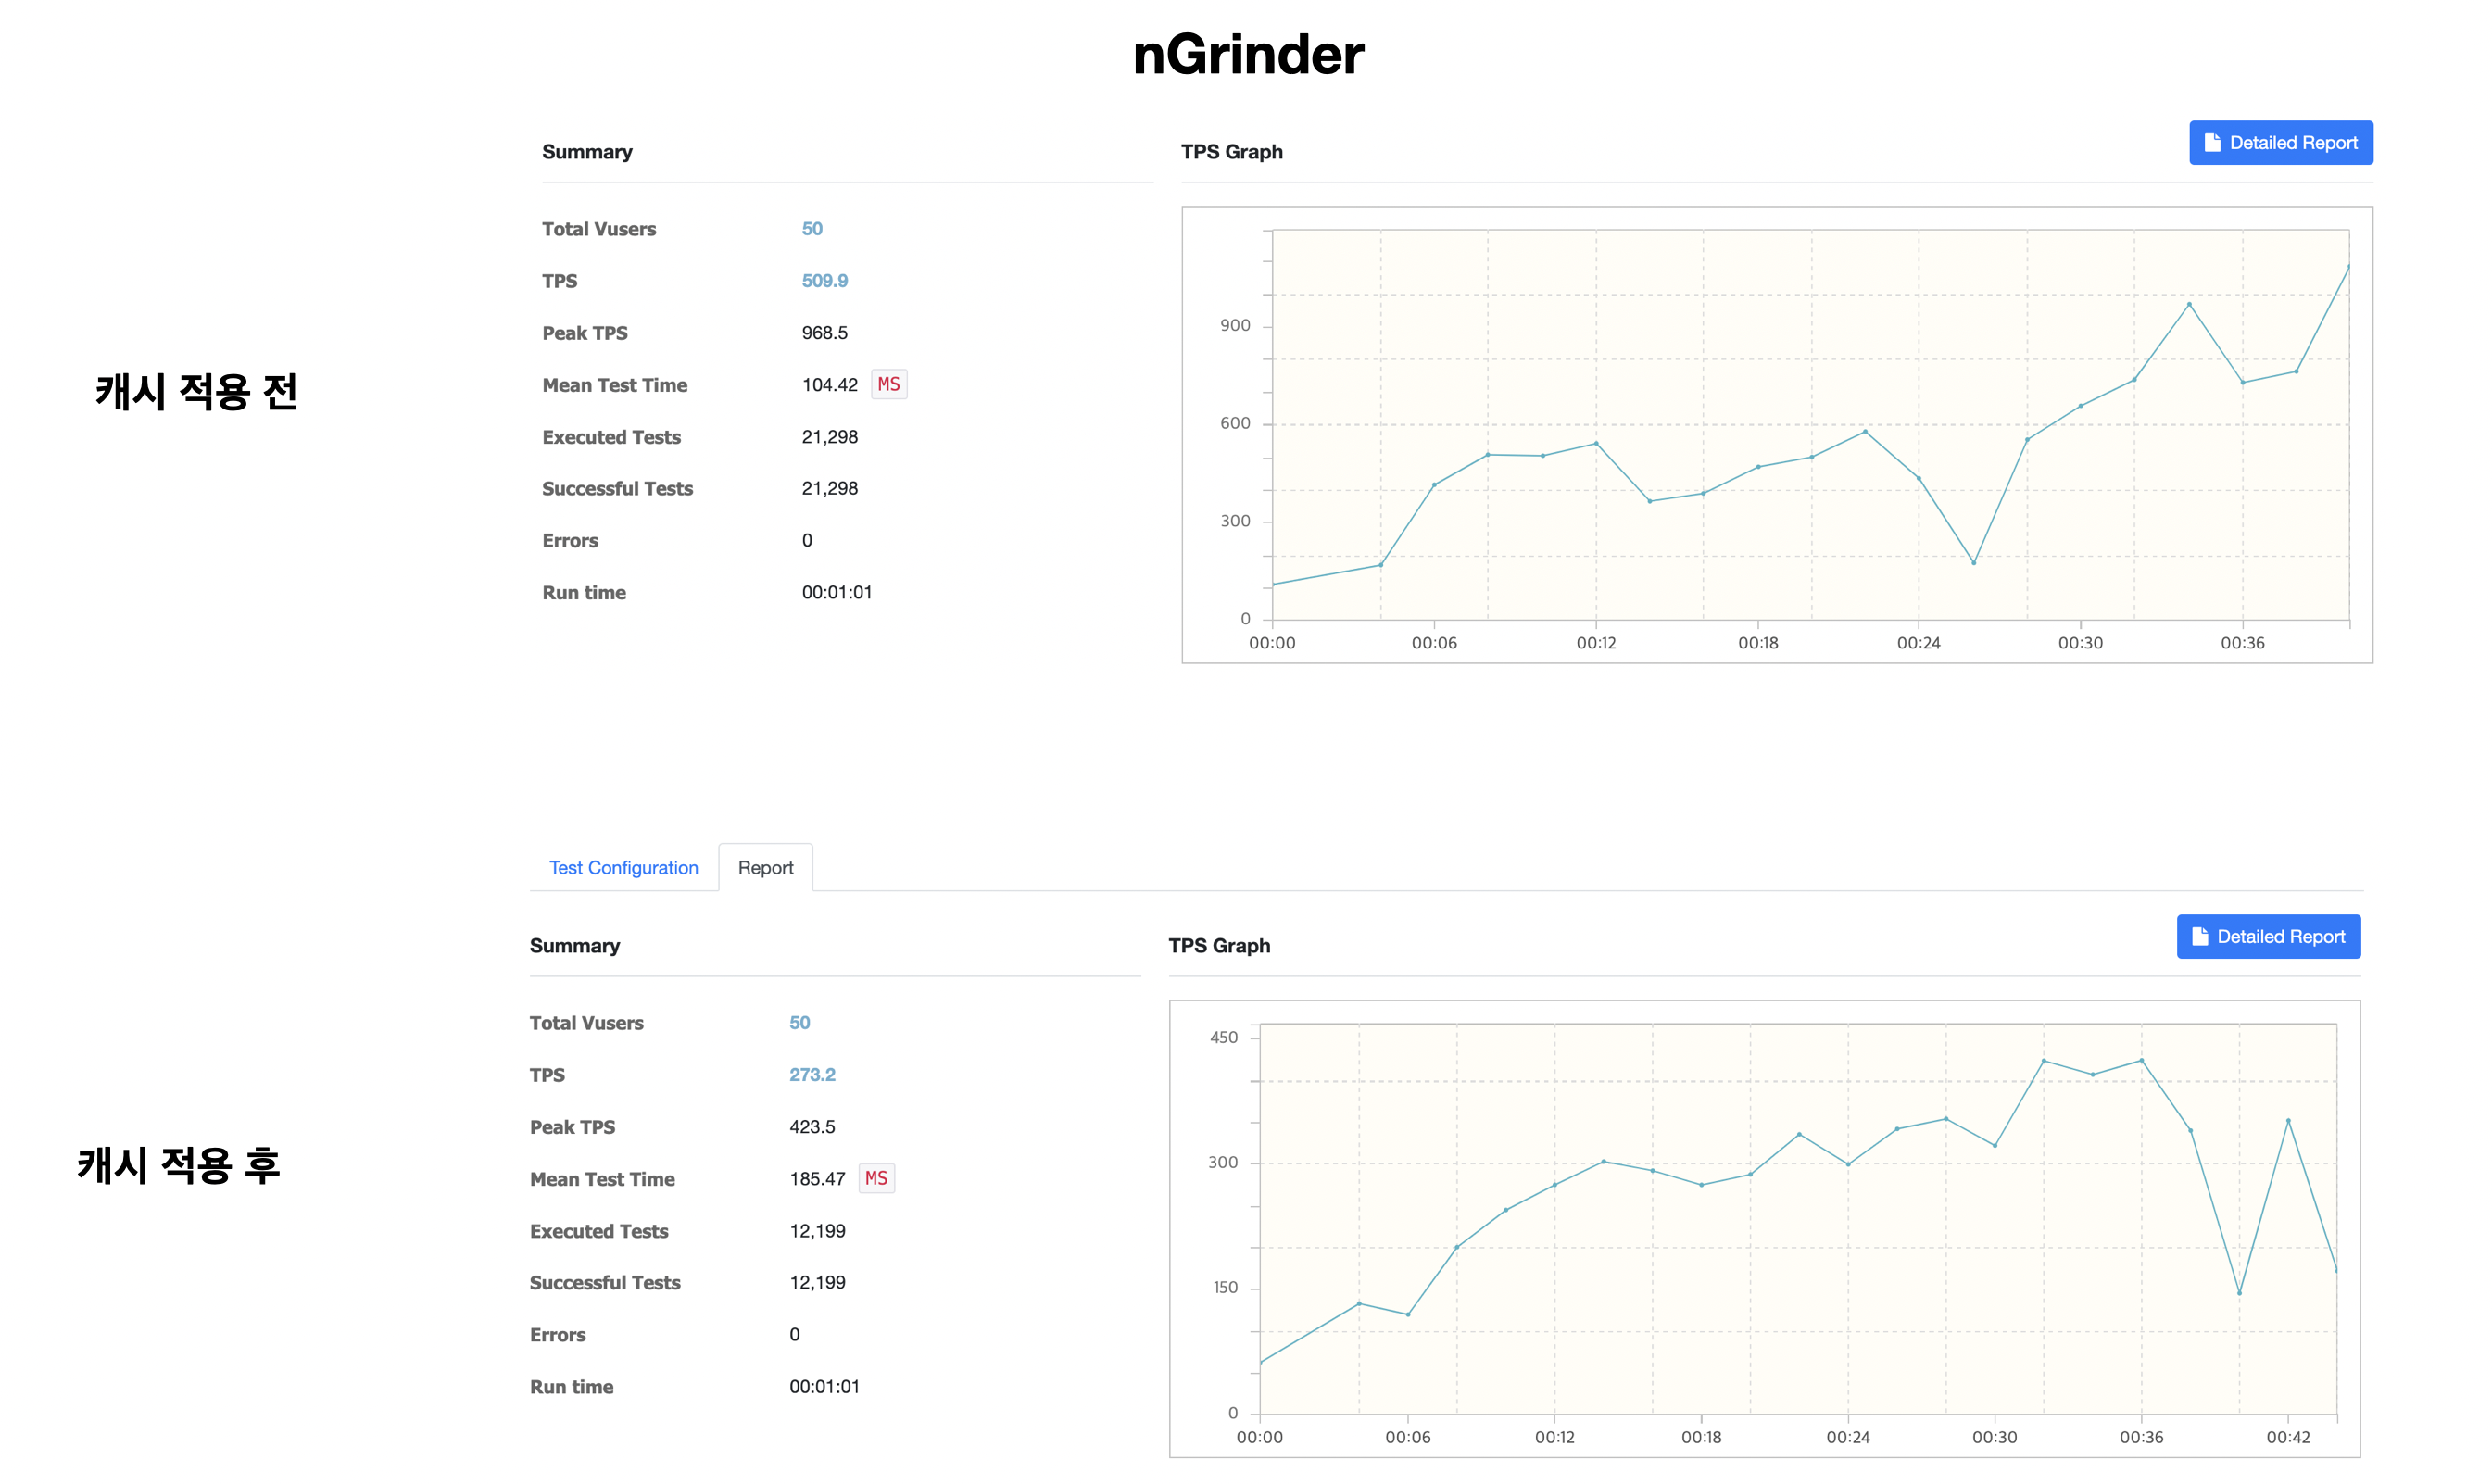 nGrinder
Summary
TPS Graph
Detailed Report
캐시 적용 전
Total Vusers 50
TPS 509.9
Peak TPS 968.5
Mean Test Time 104.42 MS
Executed Tests 21,298
Successful Tests 21,298
Errors 0
Run time 00:01:01
900
600
300
0
00:00 00:06 00:12 00:18 00:24 00:30 00:36
Test Configuration Report
Summary
TPS Graph
Detailed Report
캐시 적용 후
Total Vusers 50
TPS 273.2
Peak TPS 423.5
Mean Test Time 185.47 MS
Executed Tests 12,199
Successful Tests 12,199
Errors 0
Run time 00:01:01
450
300
150
0
00:00 00:06 00:12 00:18 00:24 00:30 00:36 00:42